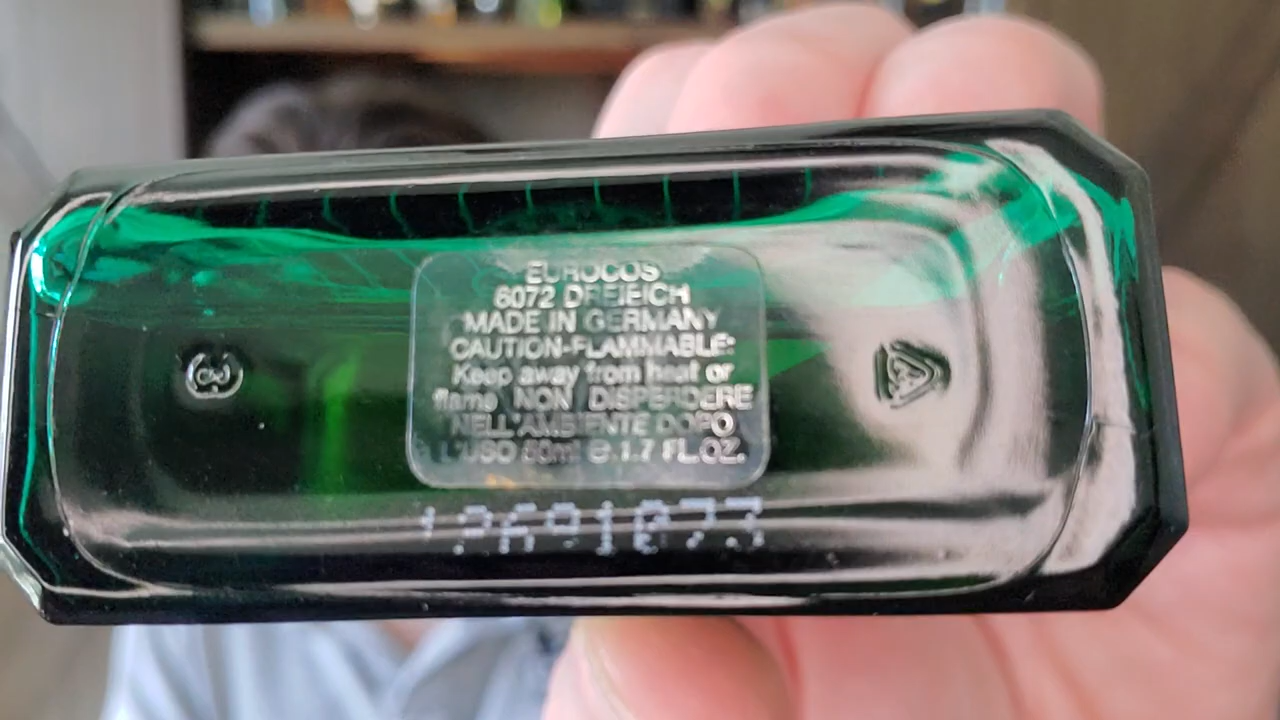 EUROCOS
6072 DREIEICH
MADE IN GERMANY
CAUTION-FLAMMABLE:
Keep away from heat or
flame NON DISPERDERE
NELL'AMBIENTE DOPO
L'USO 50ml e 1.7 FL.OZ.